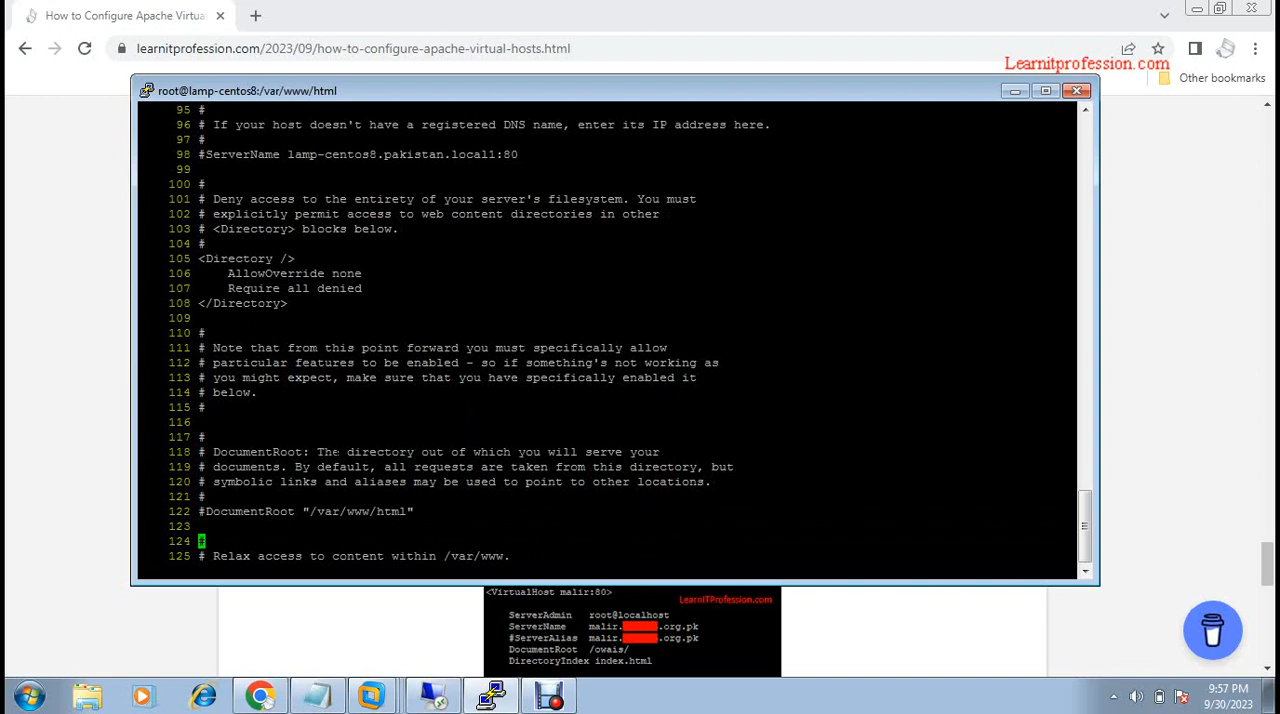 How to Configure Apache Virtua
learnitprofession.com/2023/09/how-to-configure-apache-virtual-hosts.html
Learnitprofession.com
Other bookmarks
root@lamp-centos8:/var/www/html
95 #
96 # If your host doesn't have a registered DNS name, enter its IP address here.
97 #
98 #ServerName lamp-centos8.pakistan.local1:80
99
100 #
101 # Deny access to the entirety of your server's filesystem. You must
102 # explicitly permit access to web content directories in other
103 # <Directory> blocks below.
104 #
105 <Directory />
106     AllowOverride none
107     Require all denied
108 </Directory>
109
110 #
111 # Note that from this point forward you must specifically allow
112 # particular features to be enabled - so if something's not working as
113 # you might expect, make sure that you have specifically enabled it
114 # below.
115 #
116
117 #
118 # DocumentRoot: The directory out of which you will serve your
119 # documents. By default, all requests are taken from this directory, but
120 # symbolic links and aliases may be used to point to other locations.
121 #
122 #DocumentRoot "/var/www/html"
123
124 #
125 # Relax access to content within /var/www.
<VirtualHost malir:80>
LearnITProfession.com
ServerAdmin root@localhost
ServerName malir. .org.pk
#ServerAlias malir. .org.pk
DocumentRoot /owais/
DirectoryIndex index.html
9:57 PM
9/30/2023